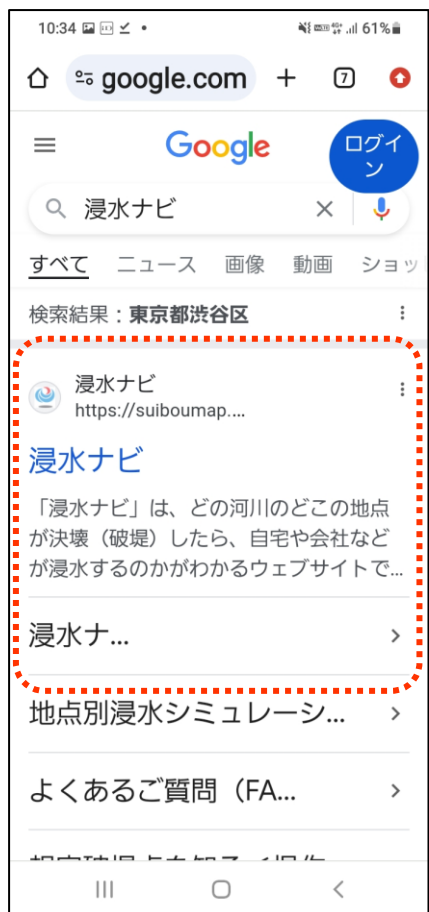 10:34 61%
google.com 7
Google ログイン
浸水ナビ
すべて ニュース 画像 動画 ショッ
検索結果：東京都渋谷区
浸水ナビ
https://suiboumap....
浸水ナビ
「浸水ナビ」は、どの河川のどこの地点
が決壊（破堤）したら、自宅や会社など
が浸水するのかがわかるウェブサイトで...
浸水ナ...
地点別浸水シミュレーシ...
よくあるご質問（FA...